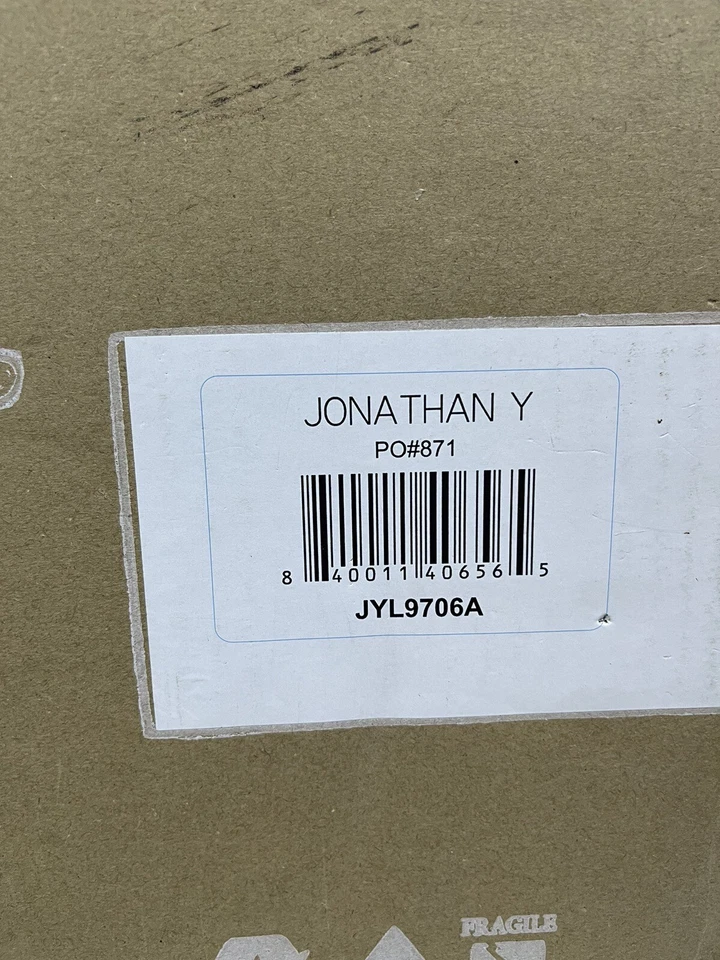 JONATHAN Y
PO#871
8 40011 40656 5
JYL9706A
FRAGILE